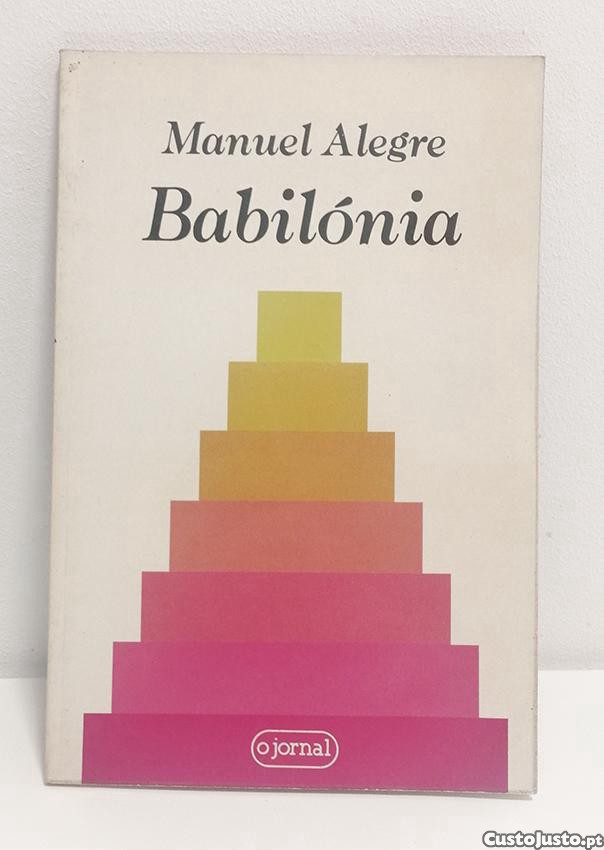 Manuel Alegre
Babilónia
o jornal
CustoJusto.pt